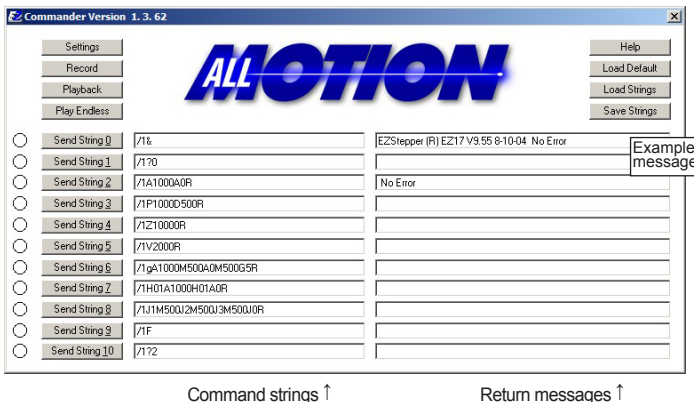 EZ Commander Version 1. 3. 62
Settings
Record
Playback
Play Endless
ALL MOTION
Help
Load Default
Load Strings
Save Strings
Send String 0 /1& EZStepper (R) EZ17 V9.55 8-10-04 No Error
Example
message
Send String 1 /1?0
Send String 2 /1A1000A0R No Error
Send String 3 /1P1000D500R
Send String 4 /1Z10000R
Send String 5 /1V2000R
Send String 6 /1gA1000M500A0M500G5R
Send String 7 /1H01A1000H01A0R
Send String 8 /1J1M500J2M500J3M500J0R
Send String 9 /1F
Send String 10 /1?2
Command strings ↑ Return messages ↑